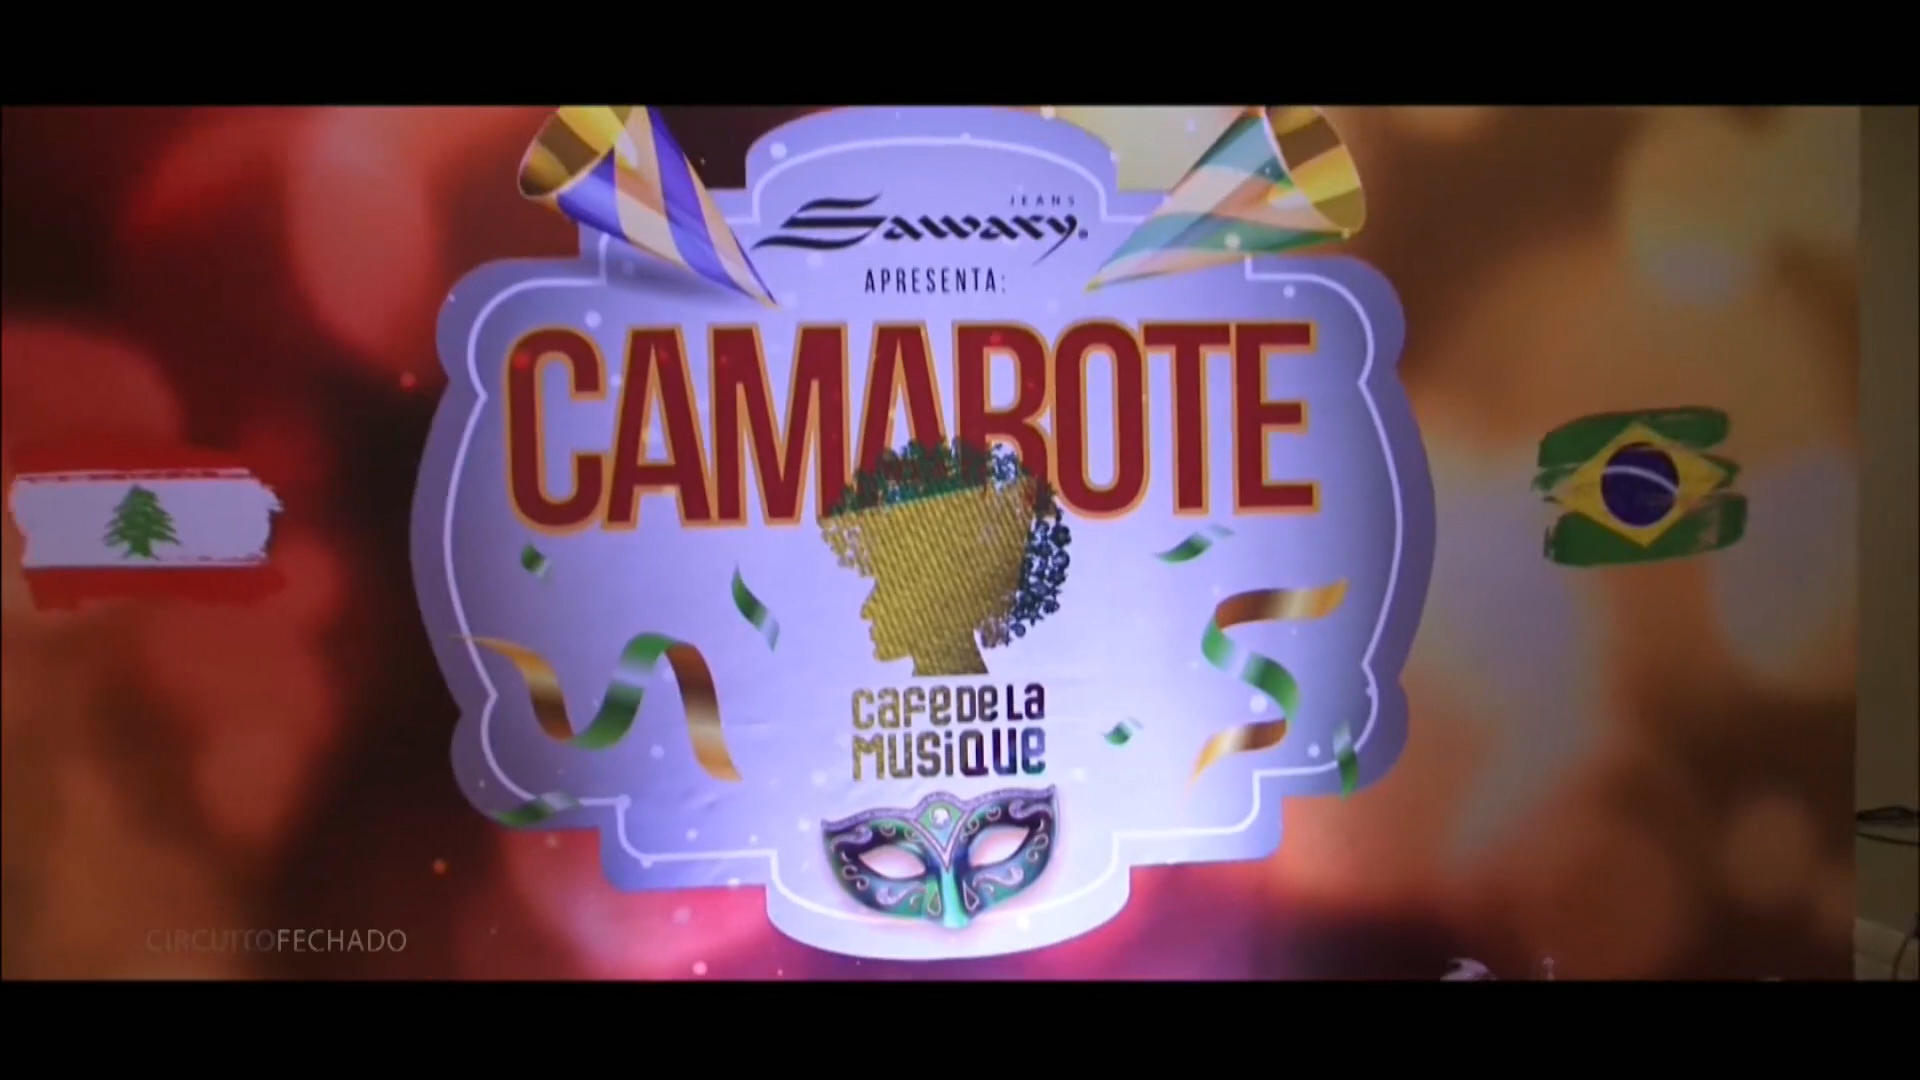 JEANS
Sawary
APRESENTA:
CAMAROTE
CAFE DE LA
MUSIQUE
CIRCUITOFECHADO